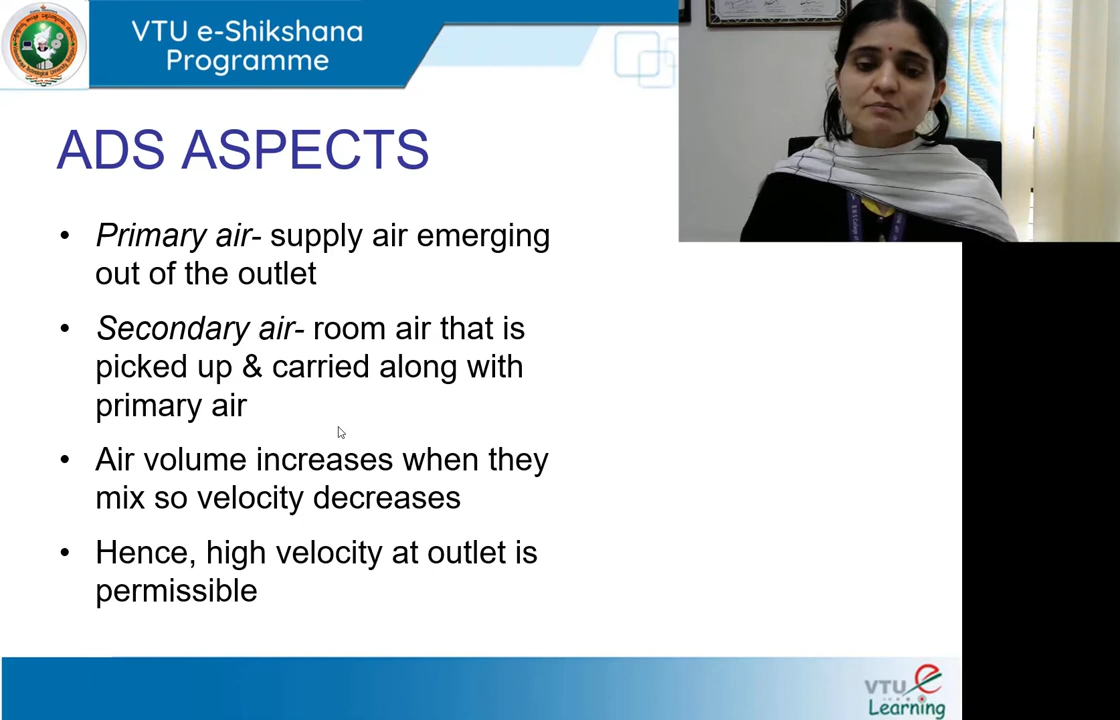 VTU e-Shikshana
Programme
ADS ASPECTS
• Primary air- supply air emerging
out of the outlet
• Secondary air- room air that is
picked up & carried along with
primary air
• Air volume increases when they
mix so velocity decreases
• Hence, high velocity at outlet is
permissible
VTU e
Learning